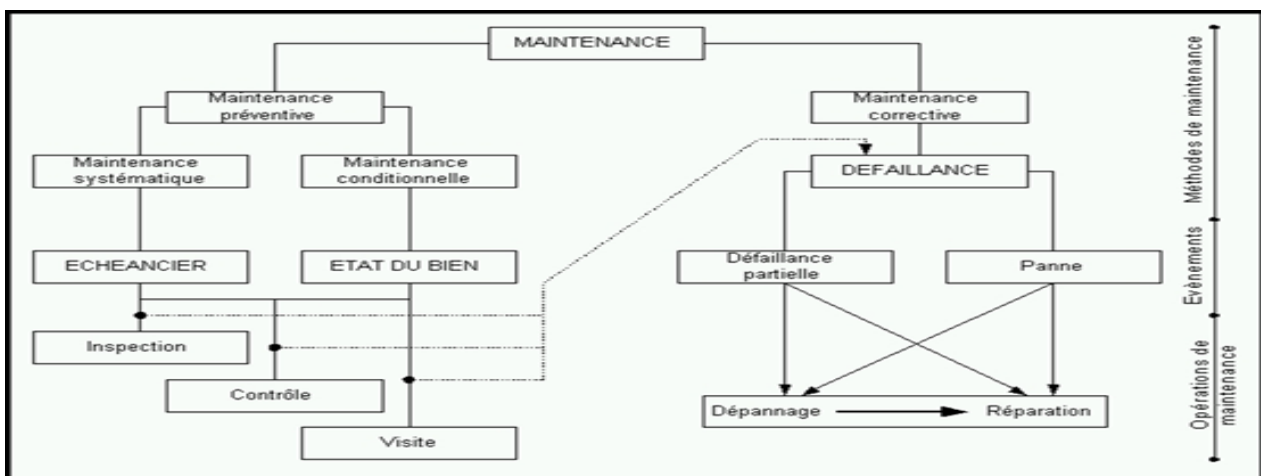 MAINTENANCE
Maintenance
préventive
Maintenance
corrective
Maintenance
systématique
Maintenance
conditionnelle
DEFAILLANCE
ECHEANCIER
ETAT DU BIEN
Défaillance
partielle
Panne
Inspection
Contrôle
Visite
Dépannage
Réparation
Méthodes de maintenance
Evènements
Opérations de
maintenance